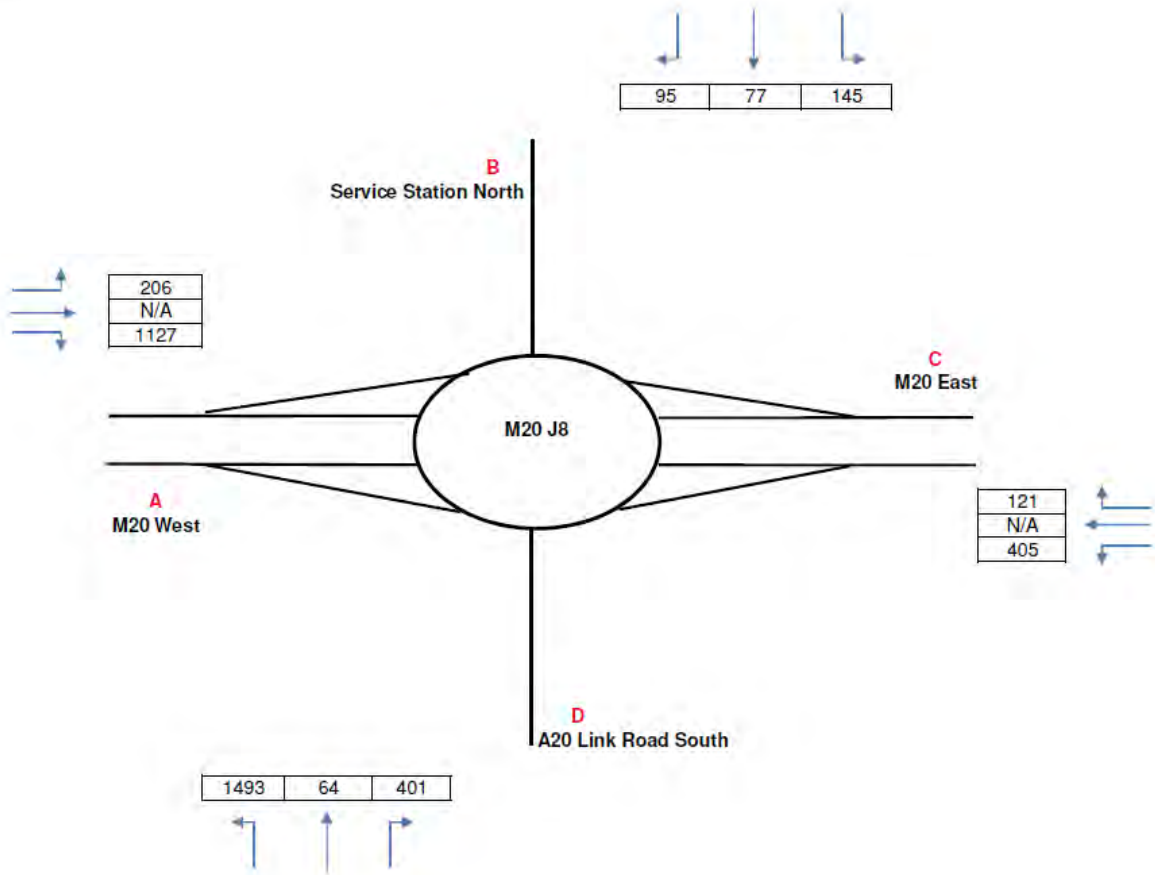 95 77 145
B
Service Station North
206
N/A
1127
C
M20 East
M20 J8
A
M20 West
121
N/A
405
D
A20 Link Road South
1493 64 401